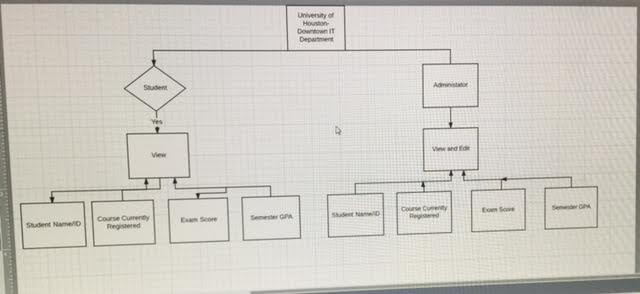 University of
Houston-
Downtown IT
Department
Student
Administator
Yes
View
View and Edit
Student Name/ID
Course Currently
Registered
Exam Score
Semester GPA
Student Name/ID
Course Currently
Registered
Exam Score
Semester GPA